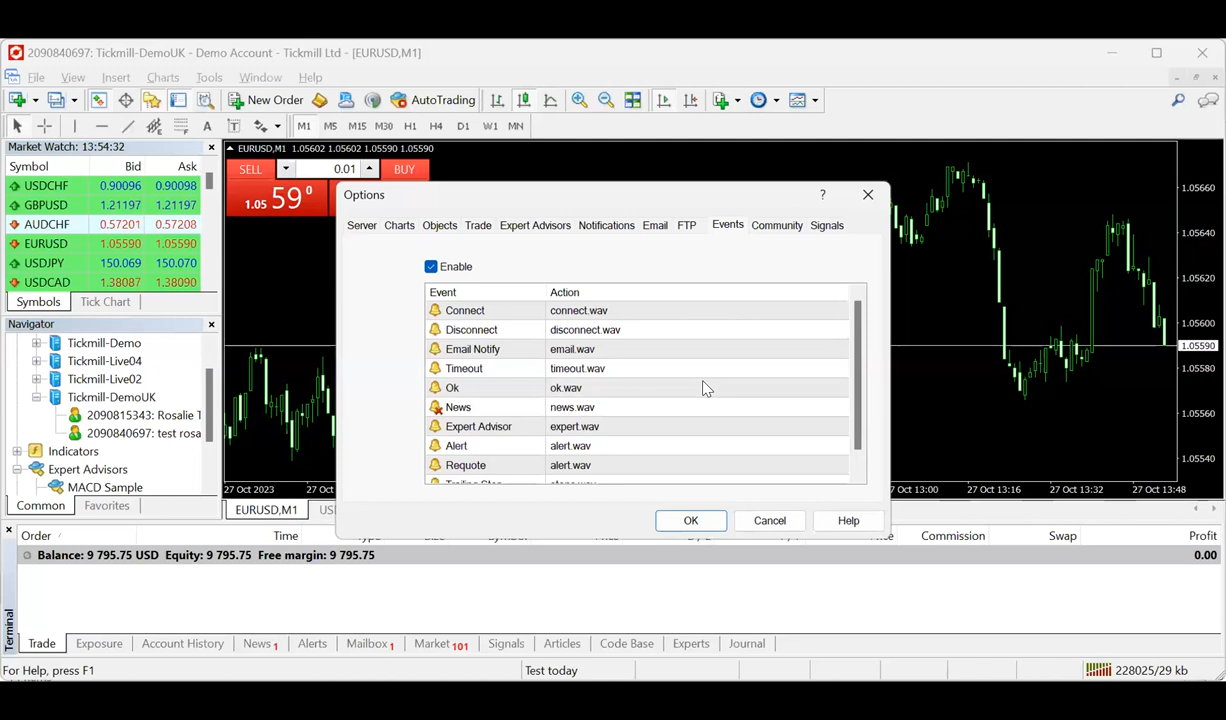 2090840697: Tickmill-DemoUK - Demo Account - Tickmill Ltd - [EURUSD,M1]
File View Insert Charts Tools Window Help
New Order AutoTrading
A T M1 M5 M15 M30 H1 H4 D1 W1 MN
Market Watch: 13:54:32
Symbol Bid Ask
USDCHF 0.90096 0.90098
GBPUSD 1.21197 1.21197
AUDCHF 0.57201 0.57208
EURUSD 1.05590 1.05590
USDJPY 150.069 150.070
USDCAD 1.38087 1.38090
Symbols Tick Chart
Navigator
Tickmill-Demo
Tickmill-Live04
Tickmill-Live02
Tickmill-DemoUK
2090815343: Rosalie T
2090840697: test rosa
Indicators
Expert Advisors
MACD Sample
Common Favorites
EURUSD,M1 1.05602 1.05602 1.05590 1.05590
SELL 0.01 BUY
1.05 59 0
Options
Server Charts Objects Trade Expert Advisors Notifications Email FTP Events Community Signals
Enable
Event Action
Connect connect.wav
Disconnect disconnect.wav
Email Notify email.wav
Timeout timeout.wav
Ok ok.wav
News news.wav
Expert Advisor expert.wav
Alert alert.wav
Requote alert.wav
OK Cancel Help
1.05660
1.05640
1.05620
1.05600
1.05590
1.05580
1.05560
1.05540
27 Oct 2023 27 Oct
Oct 13:00 27 Oct 13:16 27 Oct 13:32 27 Oct 13:48
EURUSD,M1
Order Time
Commission Swap Profit
Balance: 9 795.75 USD Equity: 9 795.75 Free margin: 9 795.75 0.00
Terminal
Trade Exposure Account History News 1 Alerts Mailbox 1 Market 101 Signals Articles Code Base Experts Journal
For Help, press F1 Test today 228025/29 kb